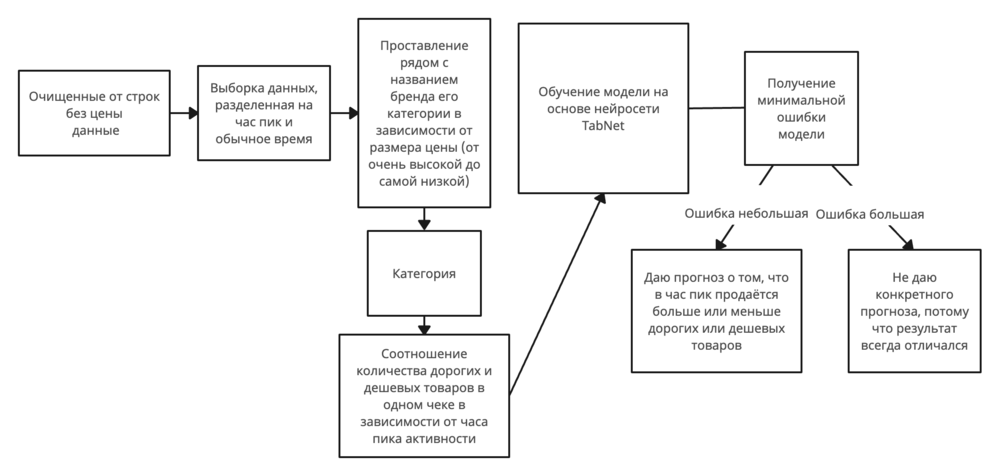 Очищенные от строк
без цены
данные
Выборка данных,
разделенная на
час пик и
обычное время
Проставление
рядом с
названием
бренда его
категории в
зависимости от
размера цены (от
очень высокой до
самой низкой)
Категория
Соотношение
количества дорогих и
дешевых товаров в
одном чеке в
зависимости от часа
пика активности
Обучение модели на
основе нейросети
TabNet
Получение
минимальной
ошибки
модели
Ошибка небольшая
Ошибка большая
Даю прогноз о том, что
в час пик продаётся
больше или меньше
дорогих или дешевых
товаров
Не даю
конкретного
прогноза, потому
что результат
всегда отличался